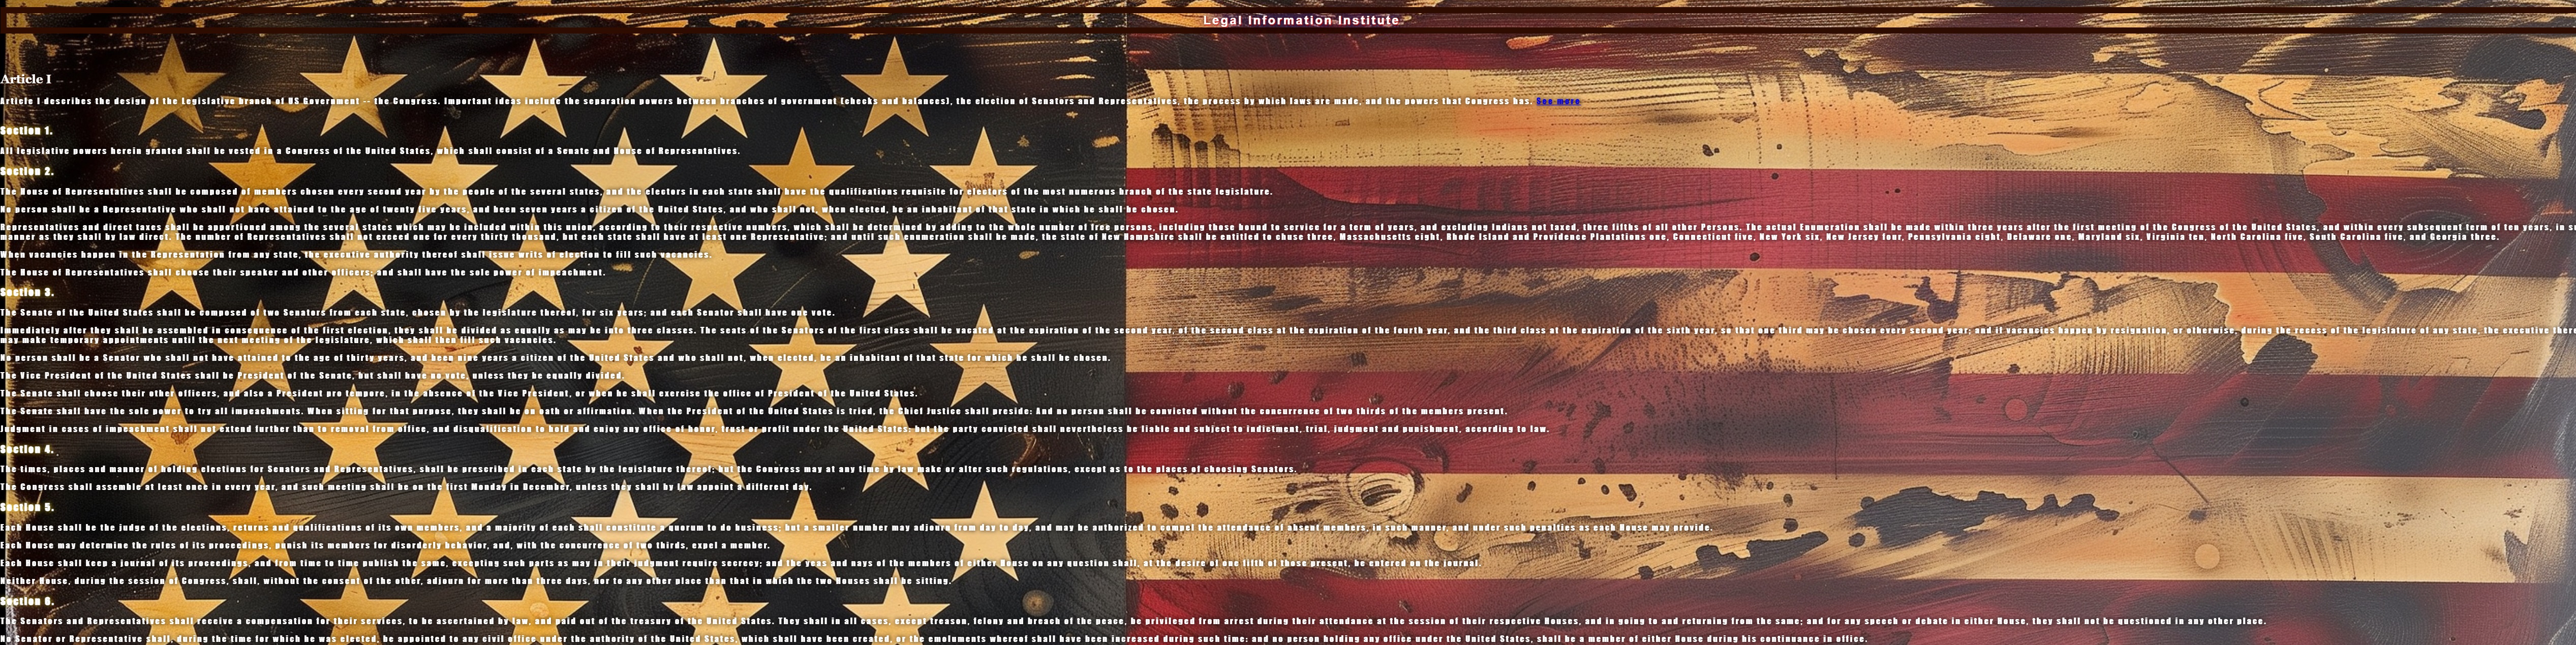 Legal Information Institute
Article I
Article I describes the design of the Legislative branch of US Government -- the Congress. Important ideas include the separation powers between branches of government (checks and balances), the election of Senators and Representatives, the process by which laws are made, and the powers that Congress has. See more
Section 1.
All legislative powers herein granted shall be vested in a Congress of the United States, which shall consist of a Senate and House of Representatives.
Section 2.
The House of Representatives shall be composed of members chosen every second year by the people of the several states, and the electors in each state shall have the qualifications requisite for electors of the most numerous branch of the state legislature.
No person shall be a Representative who shall not have attained to the age of twenty five years, and been seven years a citizen of the United States, and who shall not, when elected, be an inhabitant of that state in which he shall be chosen.
Representatives and direct taxes shall be apportioned among the several states which may be included within this union, according to their respective numbers, which shall be determined by adding to the whole number of free persons, including those bound to service for a term of years, and excluding Indians not taxed, three fifths of all other Persons. The actual Enumeration shall be made within three years after the first meeting of the Congress of the United States, and within every subsequent term of ten years, in
manner as they shall by law direct. The number of Representatives shall not exceed one for every thirty thousand, but each state shall have at least one Representative; and until such enumeration shall be made, the state of New Hampshire shall be entitled to chuse three, Massachusetts eight, Rhode Island and Providence Plantations one, Connecticut five, New York six, New Jersey four, Pennsylvania eight, Delaware one, Maryland six, Virginia ten, North Carolina five, South Carolina five, and Georgia three.
When vacancies happen in the Representation from any state, the executive authority thereof shall issue writs of election to fill such vacancies.
The House of Representatives shall choose their speaker and other officers; and shall have the sole power of impeachment.
Section 3.
The Senate of the United States shall be composed of two Senators from each state, chosen by the legislature thereof, for six years; and each Senator shall have one vote.
Immediately after they shall be assembled in consequence of the first election, they shall be divided as equally as may be into three classes. The seats of the Senators of the first class shall be vacated at the expiration of the second year, of the second class at the expiration of the fourth year, and the third class at the expiration of the sixth year, so that one third may be chosen every second year; and if vacancies happen by resignation, or otherwise, during the recess of the legislature of any state, the executive
may make temporary appointments until the next meeting of the legislature, which shall then fill such vacancies.
No person shall be a Senator who shall not have attained to the age of thirty years, and been nine years a citizen of the United States and who shall not, when elected, be an inhabitant of that state for which he shall be chosen.
The Vice President of the United States shall be President of the Senate, but shall have no vote, unless they be equally divided.
The Senate shall choose their other officers, and also a President pro tempore, in the absence of the Vice President, or when he shall exercise the office of President of the United States.
The Senate shall have the sole power to try all impeachments. When sitting for that purpose, they shall be on oath or affirmation. When the President of the United States is tried, the Chief Justice shall preside: And no person shall be convicted without the concurrence of two thirds of the members present.
Judgment in cases of impeachment shall not extend further than to removal from office, and disqualification to hold and enjoy any office of honor, trust or profit under the United States: but the party convicted shall nevertheless be liable and subject to indictment, trial, judgment and punishment, according to law.
Section 4.
The times, places and manner of holding elections for Senators and Representatives, shall be prescribed in each state by the legislature thereof; but the Congress may at any time by law make or alter such regulations, except as to the places of choosing Senators.
The Congress shall assemble at least once in every year, and such meeting shall be on the first Monday in December, unless they shall by law appoint a different day.
Section 5.
Each House shall be the judge of the elections, returns and qualifications of its own members, and a majority of each shall constitute a quorum to do business; but a smaller number may adjourn from day to day, and may be authorized to compel the attendance of absent members, in such manner, and under such penalties as each House may provide.
Each House may determine the rules of its proceedings, punish its members for disorderly behavior, and, with the concurrence of two thirds, expel a member.
Each House shall keep a journal of its proceedings, and from time to time publish the same, excepting such parts as may in their judgment require secrecy; and the yeas and nays of the members of either House on any question shall, at the desire of one fifth of those present, be entered on the journal.
Neither House, during the session of Congress, shall, without the consent of the other, adjourn for more than three days, nor to any other place than that in which the two Houses shall be sitting.
Section 6.
The Senators and Representatives shall receive a compensation for their services, to be ascertained by law, and paid out of the treasury of the United States. They shall in all cases, except treason, felony and breach of the peace, be privileged from arrest during their attendance at the session of their respective Houses, and in going to and returning from the same; and for any speech or debate in either House, they shall not be questioned in any other place.
No Senator or Representative shall, during the time for which he was elected, be appointed to any civil office under the authority of the United States, which shall have been created, or the emoluments whereof shall have been increased during such time: and no person holding any office under the United States, shall be a member of either House during his continuance in office.